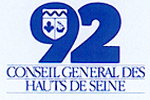 92
CONSEIL GENERAL DES
HAUTS DE SEINE